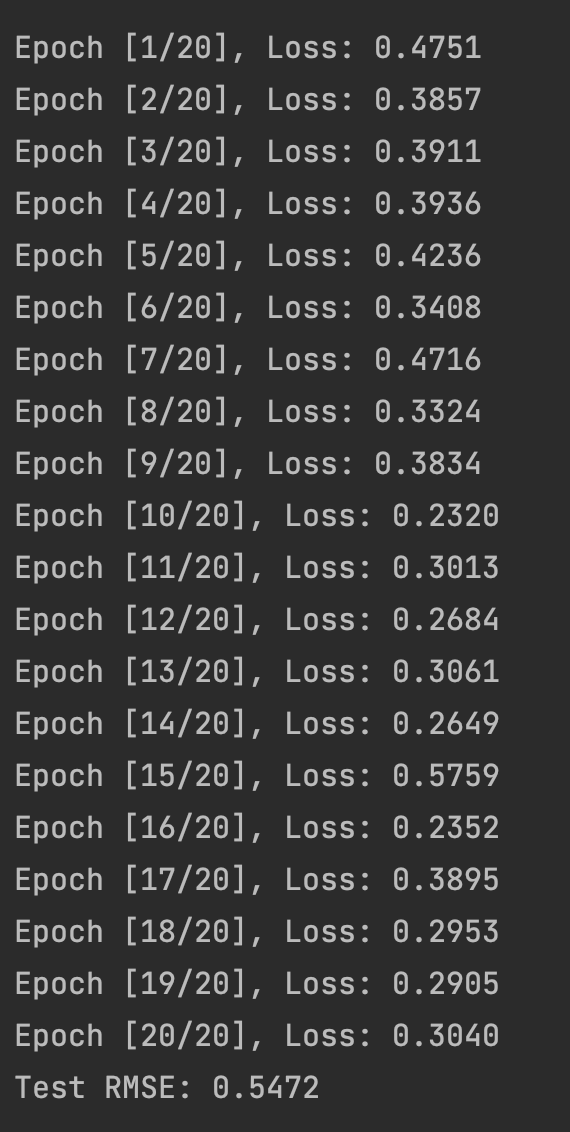 Epoch [1/20], Loss: 0.4751
Epoch [2/20], Loss: 0.3857
Epoch [3/20], Loss: 0.3911
Epoch [4/20], Loss: 0.3936
Epoch [5/20], Loss: 0.4236
Epoch [6/20], Loss: 0.3408
Epoch [7/20], Loss: 0.4716
Epoch [8/20], Loss: 0.3324
Epoch [9/20], Loss: 0.3834
Epoch [10/20], Loss: 0.2320
Epoch [11/20], Loss: 0.3013
Epoch [12/20], Loss: 0.2684
Epoch [13/20], Loss: 0.3061
Epoch [14/20], Loss: 0.2649
Epoch [15/20], Loss: 0.5759
Epoch [16/20], Loss: 0.2352
Epoch [17/20], Loss: 0.3895
Epoch [18/20], Loss: 0.2953
Epoch [19/20], Loss: 0.2905
Epoch [20/20], Loss: 0.3040
Test RMSE: 0.5472